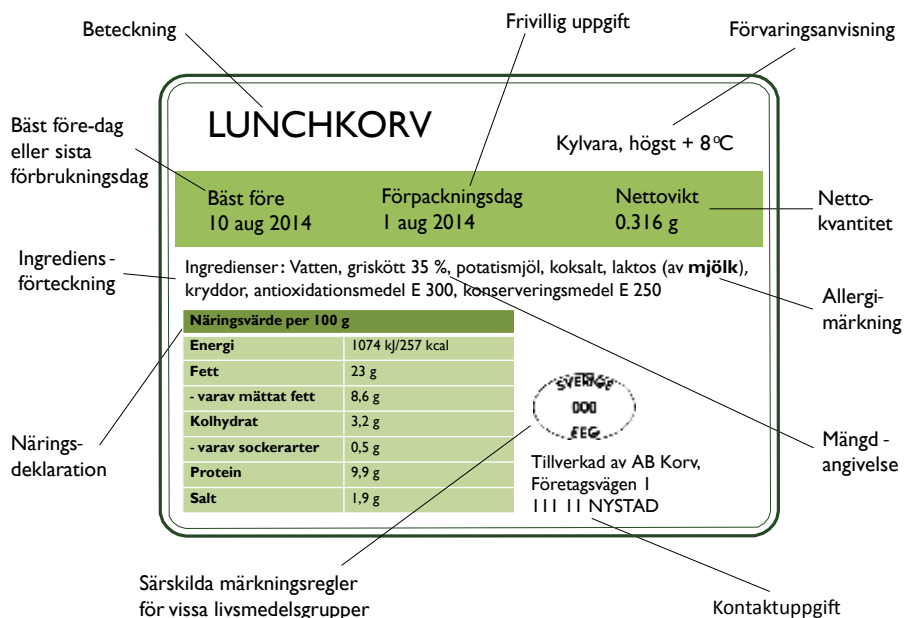 Beteckning
Frivillig uppgift
Förvaringsanvisning
Bäst före-dag
eller sista
förbrukningsdag
LUNCHKORV
Kylvara, högst + 8°C
Bäst före
10 aug 2014
Förpackningsdag
1 aug 2014
Nettovikt
0.316 g
Netto-
kvantitet
Ingrediens-
förteckning
Ingredienser: Vatten, griskött 35 %, potatismjöl, koksalt, laktos (av mjölk),
kryddor, antioxidationsmedel E 300, konserveringsmedel E 250
Allergi-
märkning
Näringsvärde per 100 g
Energi 1074 kJ/257 kcal
Fett 23 g
- varav mättat fett 8,6 g
Kolhydrat 3,2 g
- varav sockerarter 0,5 g
Protein 9,9 g
Salt 1,9 g
Närings-
deklaration
SVERIGE
000
EEG
Mängd-
angivelse
Tillverkad av AB Korv,
Företagsvägen 1
111 11 NYSTAD
Särskilda märkningsregler
för vissa livsmedelsgrupper
Kontaktuppgift